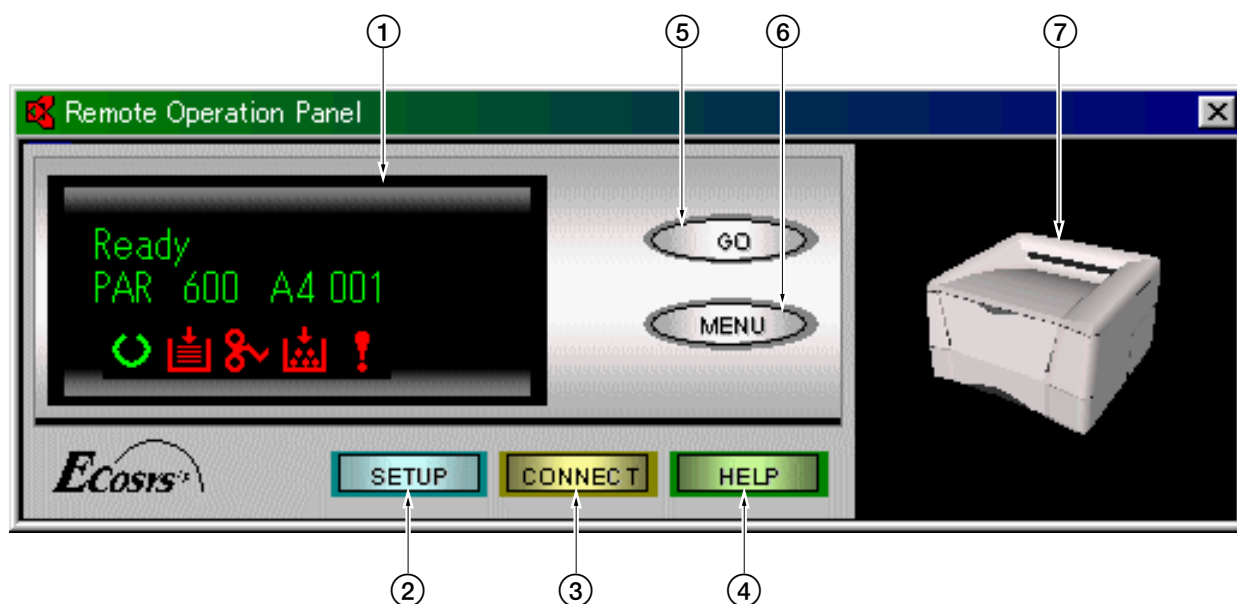 ① ⑤ ⑥ ⑦
Remote Operation Panel
Ready
PAR 600 A4 001
GO
MENU
ECOSYS
SETUP CONNECT HELP
② ③ ④